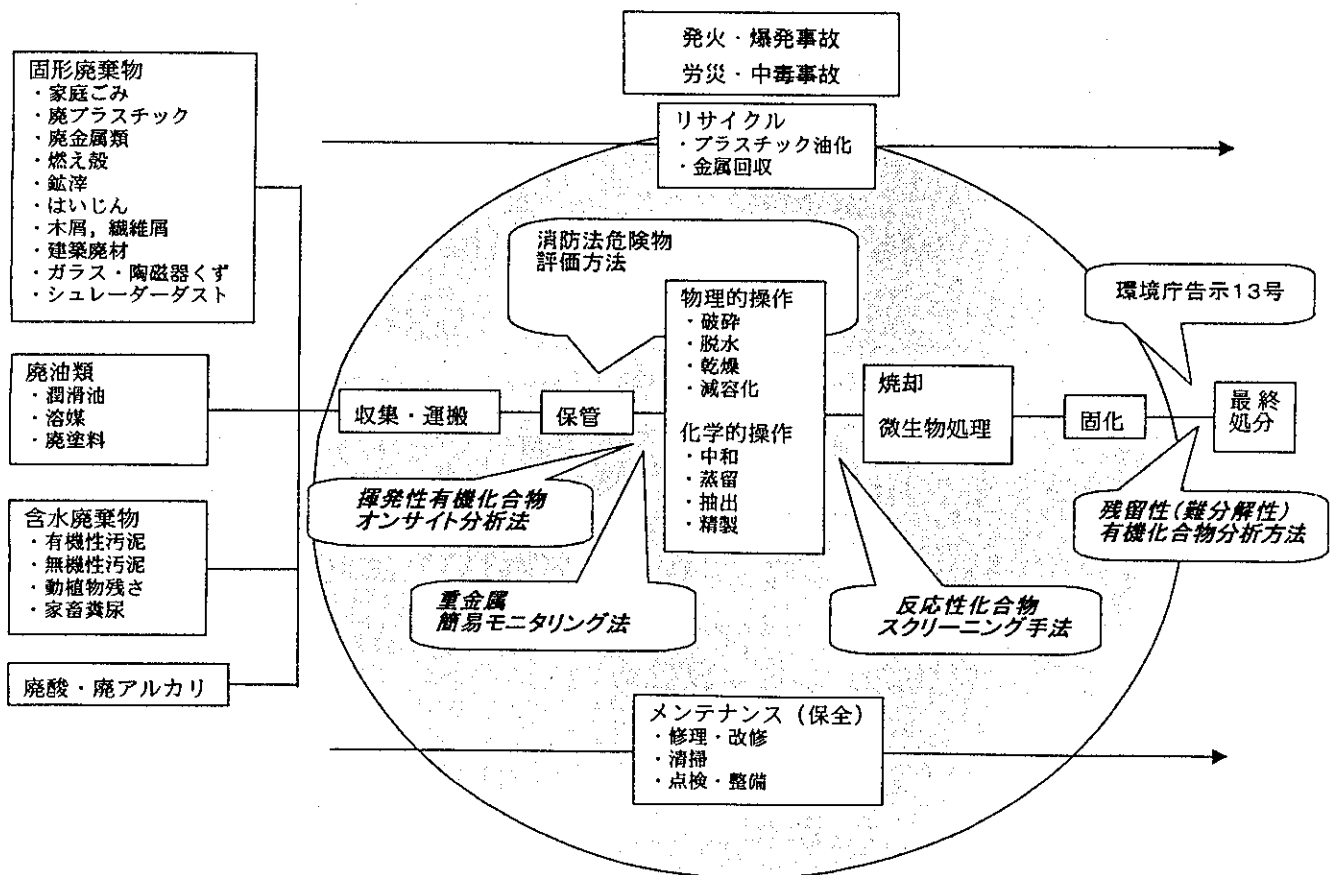 発火・爆発事故
労災・中毒事故
固形廃棄物
・家庭ごみ
・廃プラスチック
・廃金属類
・燃え殻
・鉱滓
・はいじん
・木屑，繊維屑
・建築廃材
・ガラス・陶磁器くず
・シュレーダーダスト
リサイクル
・プラスチック油化
・金属回収
消防法危険物
評価方法
物理的操作
・破砕
・脱水
・乾燥
・減容化
化学的操作
・中和
・蒸留
・抽出
・精製
環境庁告示13号
廃油類
・潤滑油
・溶媒
・廃塗料
収集・運搬
保管
焼却
微生物処理
固化
最終
処分
揮発性有機化合物
オンサイト分析法
残留性（難分解性）
有機化合物分析方法
含水廃棄物
・有機性汚泥
・無機性汚泥
・動植物残さ
・家畜糞尿
重金属
簡易モニタリング法
反応性化合物
スクリーニング手法
廃酸・廃アルカリ
メンテナンス（保全）
・修理・改修
・清掃
・点検・整備